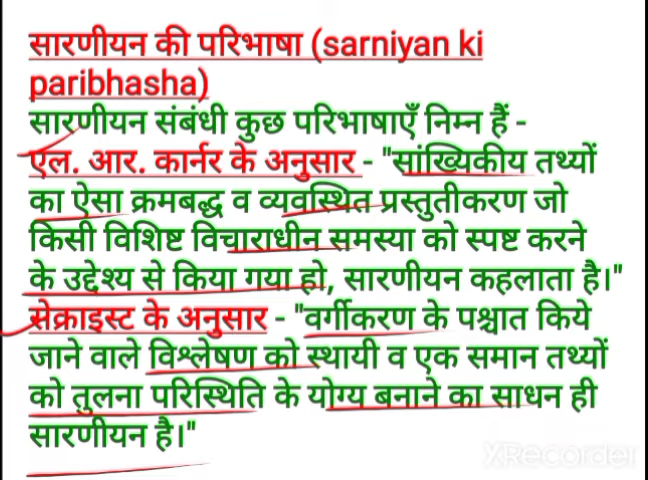 सारणीयन की परिभाषा (sarniyan ki
paribhasha)
सारणीयन संबंधी कुछ परिभाषाएँ निम्न हैं -
एल. आर. कार्नर के अनुसार - "सांख्यिकीय तथ्यों
का ऐसा क्रमबद्ध व व्यवस्थित प्रस्तुतीकरण जो
किसी विशिष्ट विचाराधीन समस्या को स्पष्ट करने
के उद्देश्य से किया गया हो, सारणीयन कहलाता है।"
सेक्राइस्ट के अनुसार - "वर्गीकरण के पश्चात किये
जाने वाले विश्लेषण को स्थायी व एक समान तथ्यों
को तुलना परिस्थिति के योग्य बनाने का साधन ही
सारणीयन है।"
XRecorder